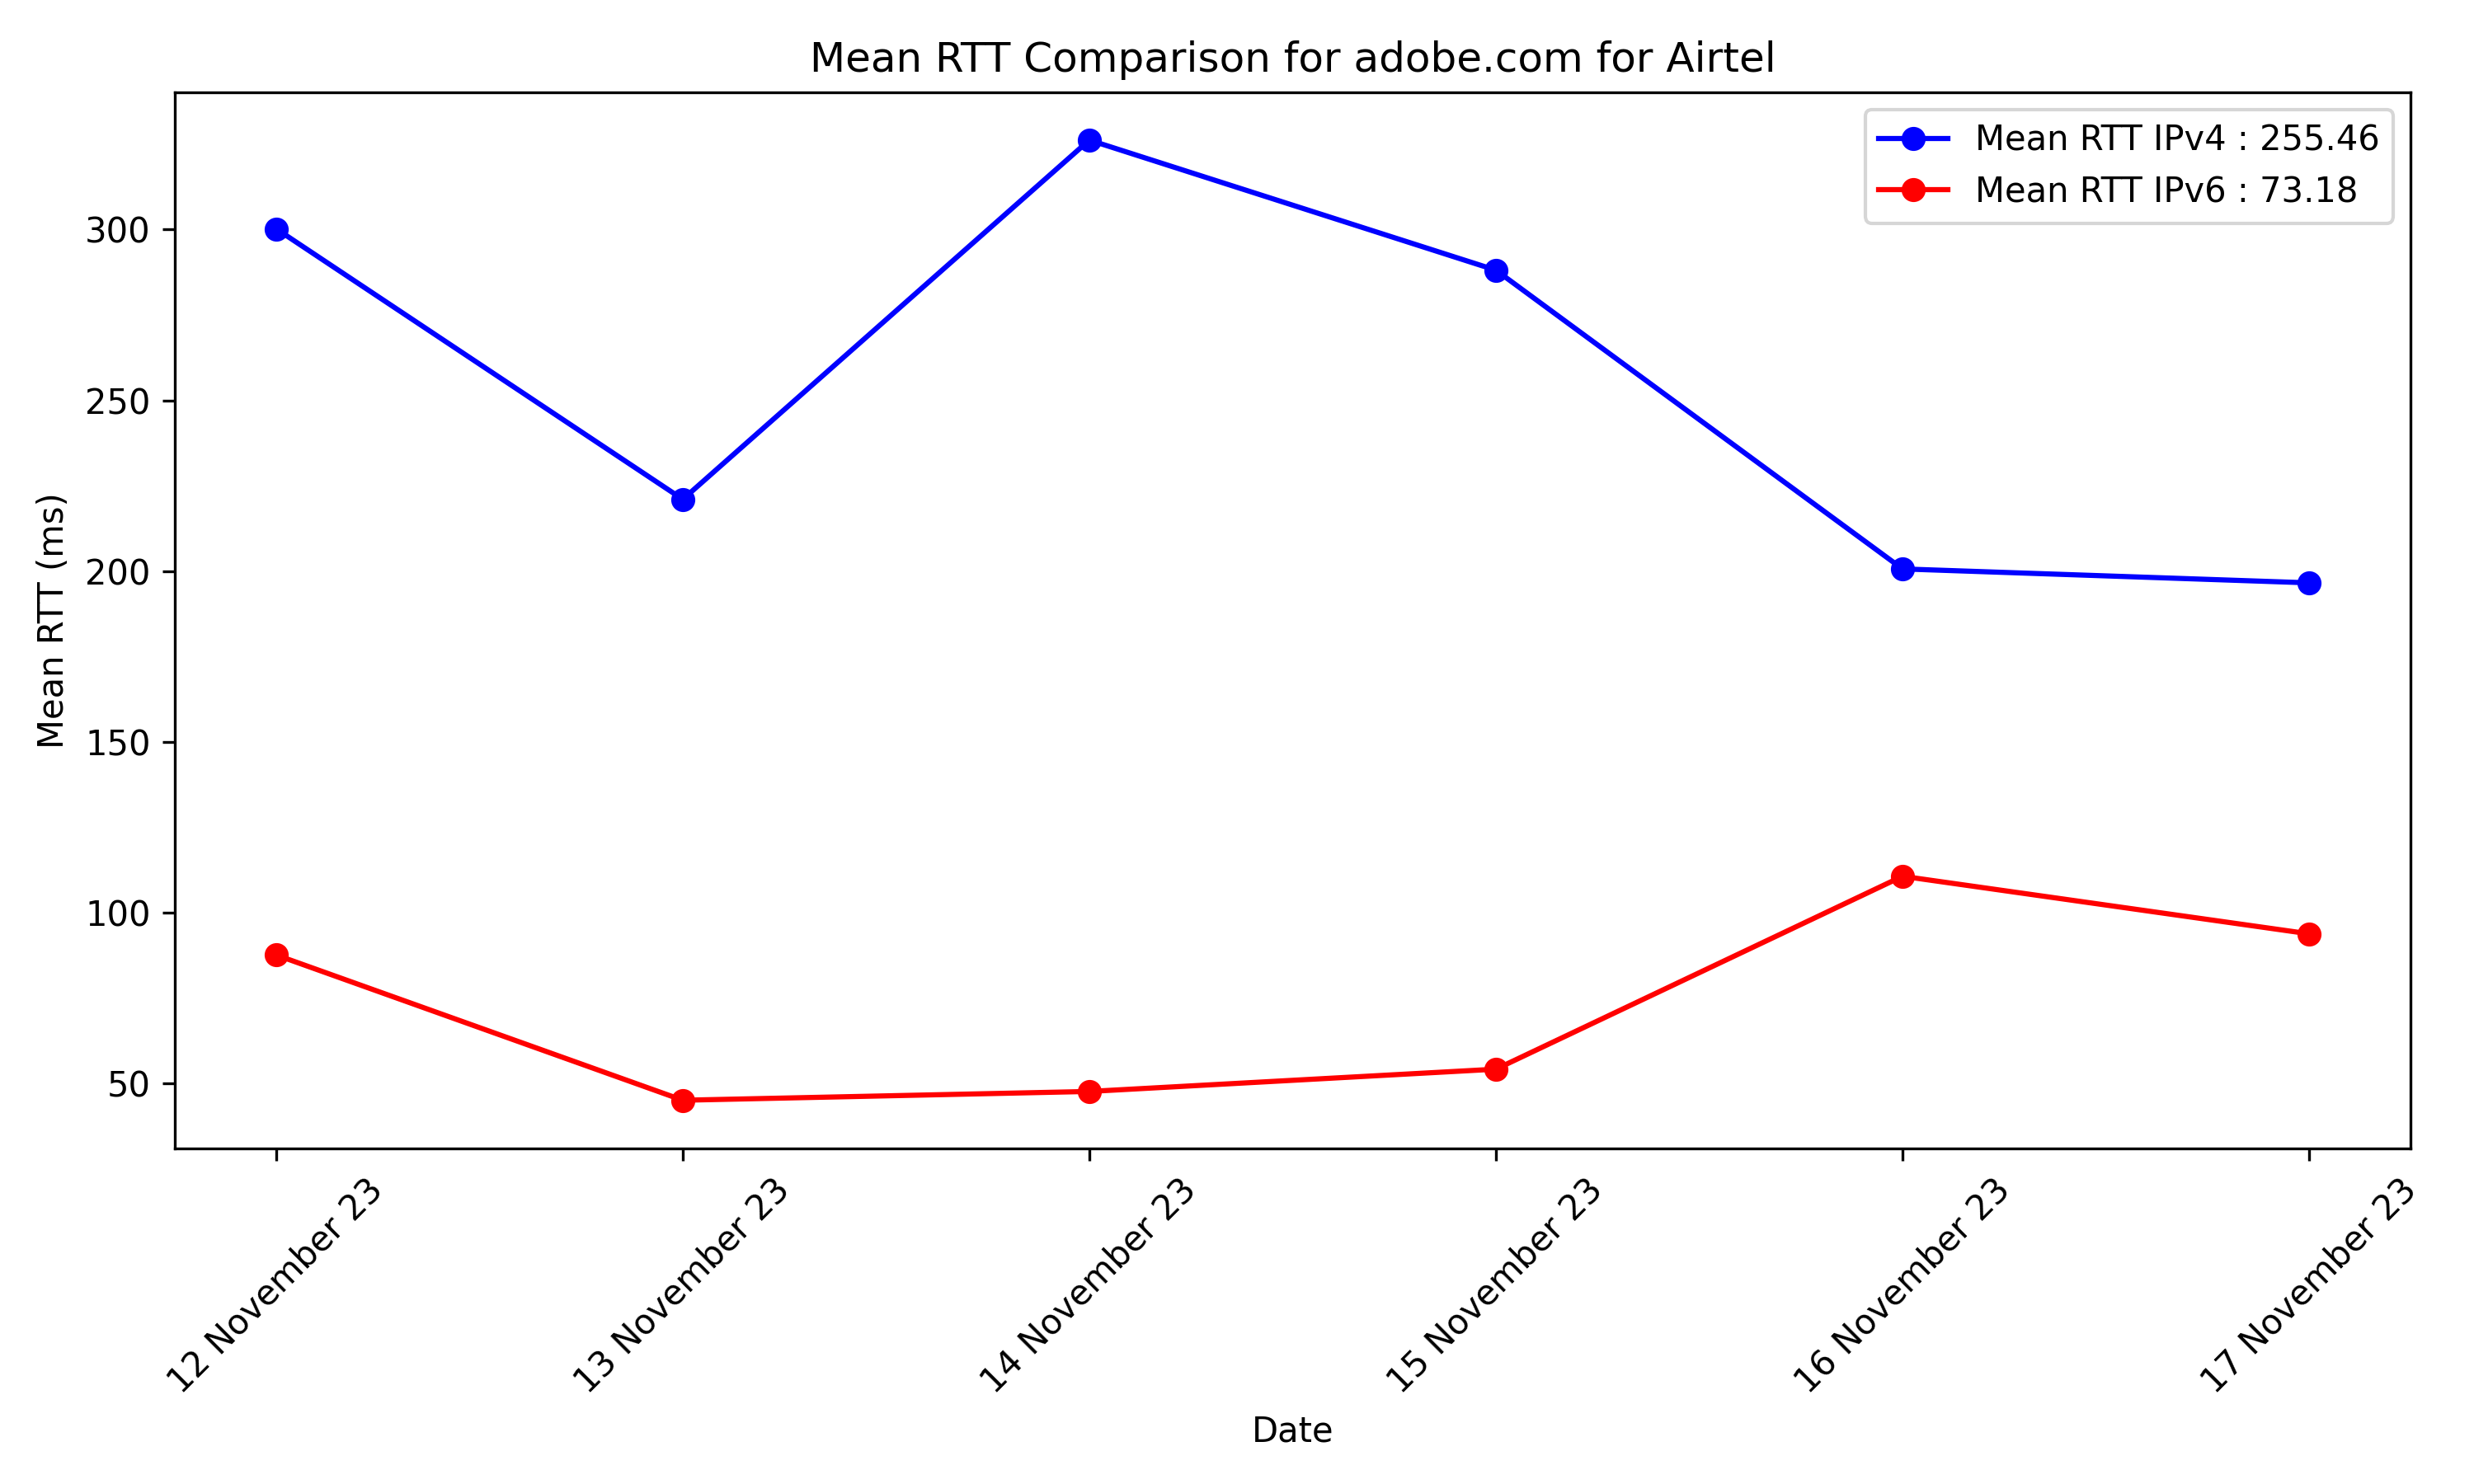 Mean RTT Comparison for adobe.com for Airtel
Mean RTT IPv4 : 255.46
Mean RTT IPv6 : 73.18
Mean RTT (ms)
300
250
200
150
100
50
12 November 23
13 November 23
14 November 23
15 November 23
16 November 23
17 November 23
Date